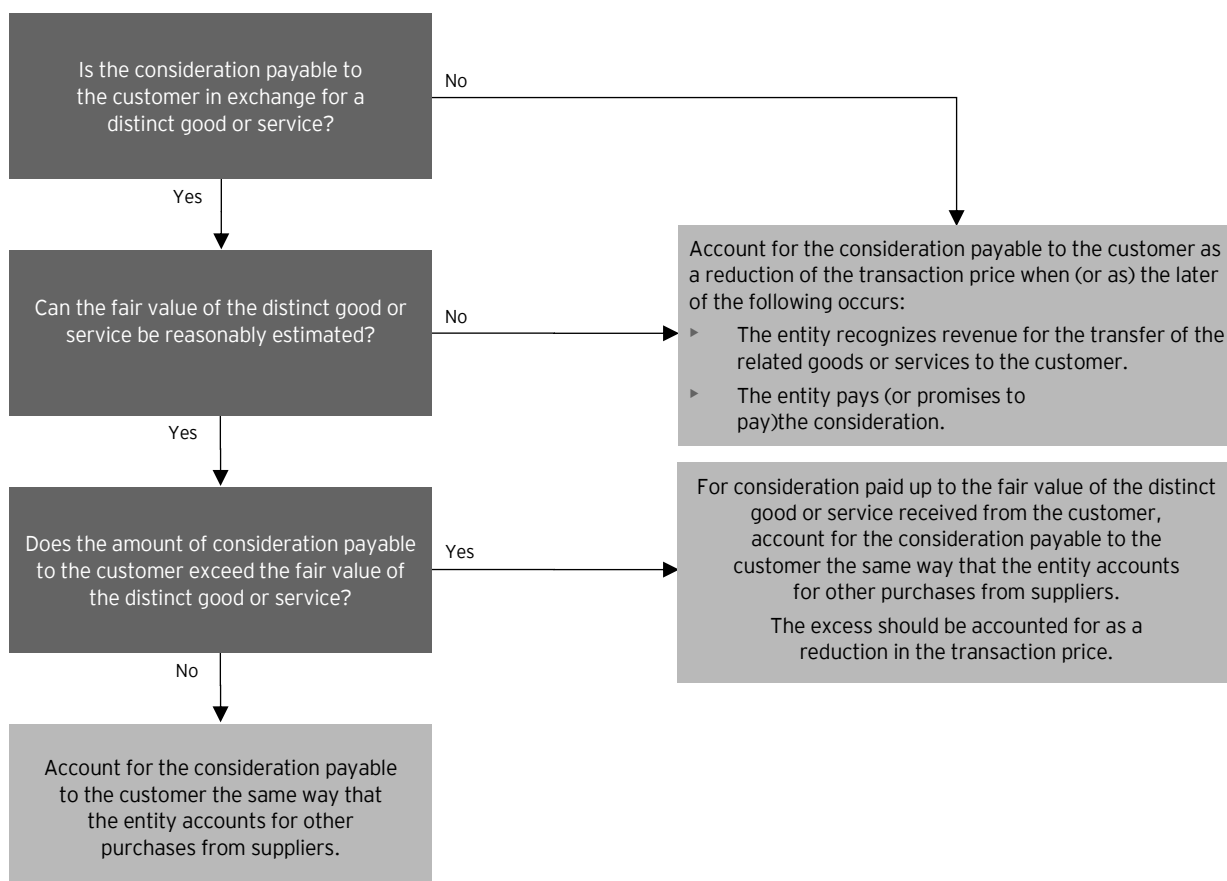 Is the consideration payable to
the customer in exchange for a
distinct good or service?
No
Yes
Can the fair value of the distinct good or
service be reasonably estimated?
No
Account for the consideration payable to the customer as
a reduction of the transaction price when (or as) the later
of the following occurs:
▸ The entity recognizes revenue for the transfer of the
related goods or services to the customer.
▸ The entity pays (or promises to
pay)the consideration.
Yes
Does the amount of consideration payable
to the customer exceed the fair value of
the distinct good or service?
Yes
For consideration paid up to the fair value of the distinct
good or service received from the customer,
account for the consideration payable to the
customer the same way that the entity accounts
for other purchases from suppliers.
The excess should be accounted for as a
reduction in the transaction price.
No
Account for the consideration payable
to the customer the same way that
the entity accounts for other
purchases from suppliers.